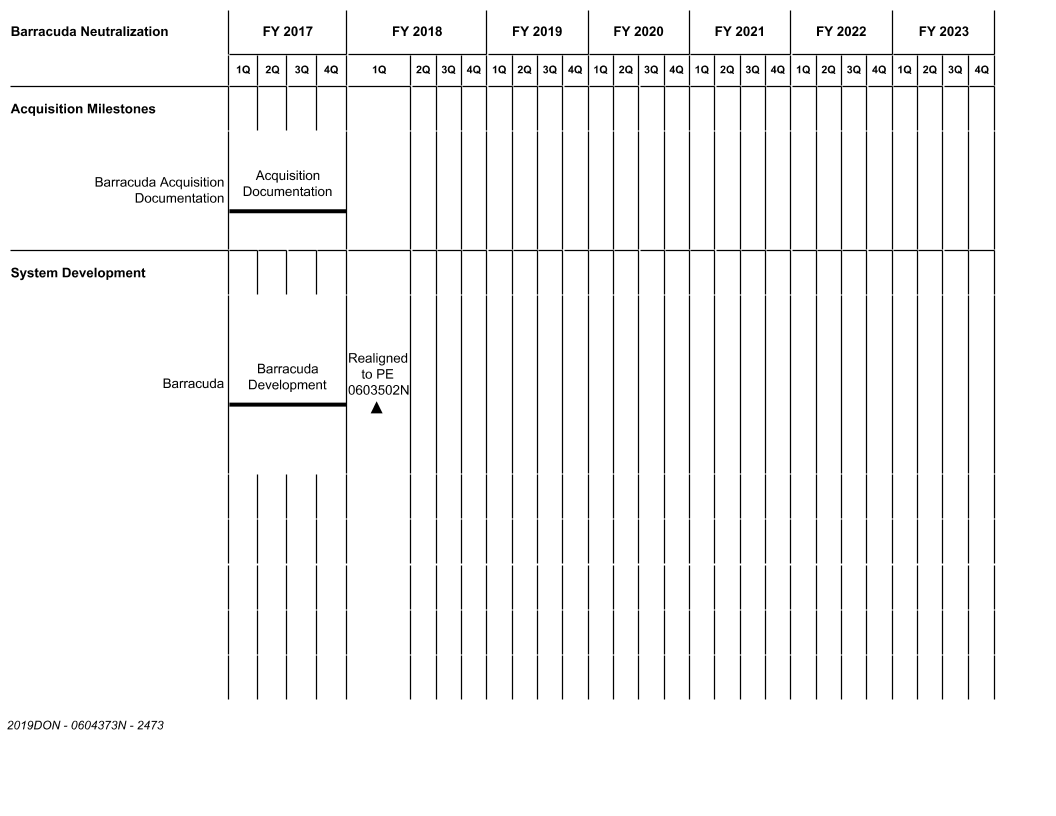 Barracuda Neutralization FY 2017 FY 2018 FY 2019 FY 2020 FY 2021 FY 2022 FY 2023
1Q 2Q 3Q 4Q 1Q 2Q 3Q 4Q 1Q 2Q 3Q 4Q 1Q 2Q 3Q 4Q 1Q 2Q 3Q 4Q 1Q 2Q 3Q 4Q 1Q 2Q 3Q 4Q
Acquisition Milestones
Barracuda Acquisition
Documentation
Acquisition
Documentation
System Development
Barracuda
Barracuda
Development
Realigned
to PE
0603502N
2019DON - 0604373N - 2473